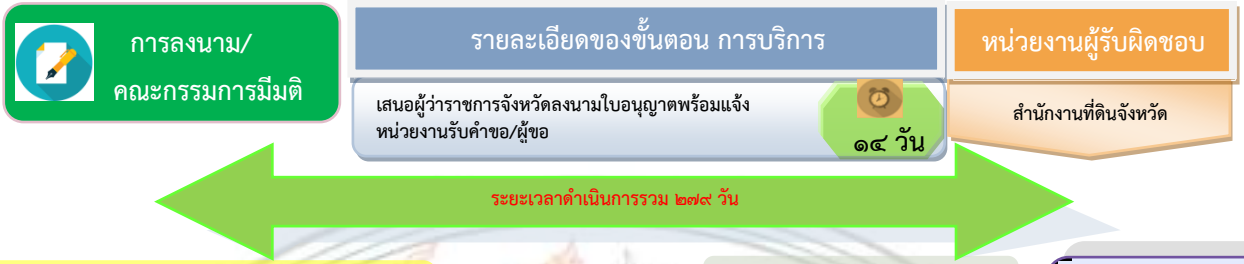 การลงนาม/
คณะกรรมการมีมติ
รายละเอียดของขั้นตอน การบริการ
หน่วยงานผู้รับผิดชอบ
เสนอผู้ว่าราชการจังหวัดลงนามใบอนุญาตพร้อมแจ้ง
หน่วยงานรับคำขอ/ผู้ขอ
๑๔ วัน
สำนักงานที่ดินจังหวัด
ระยะเวลาดำเนินการรวม ๒๗๙ วัน